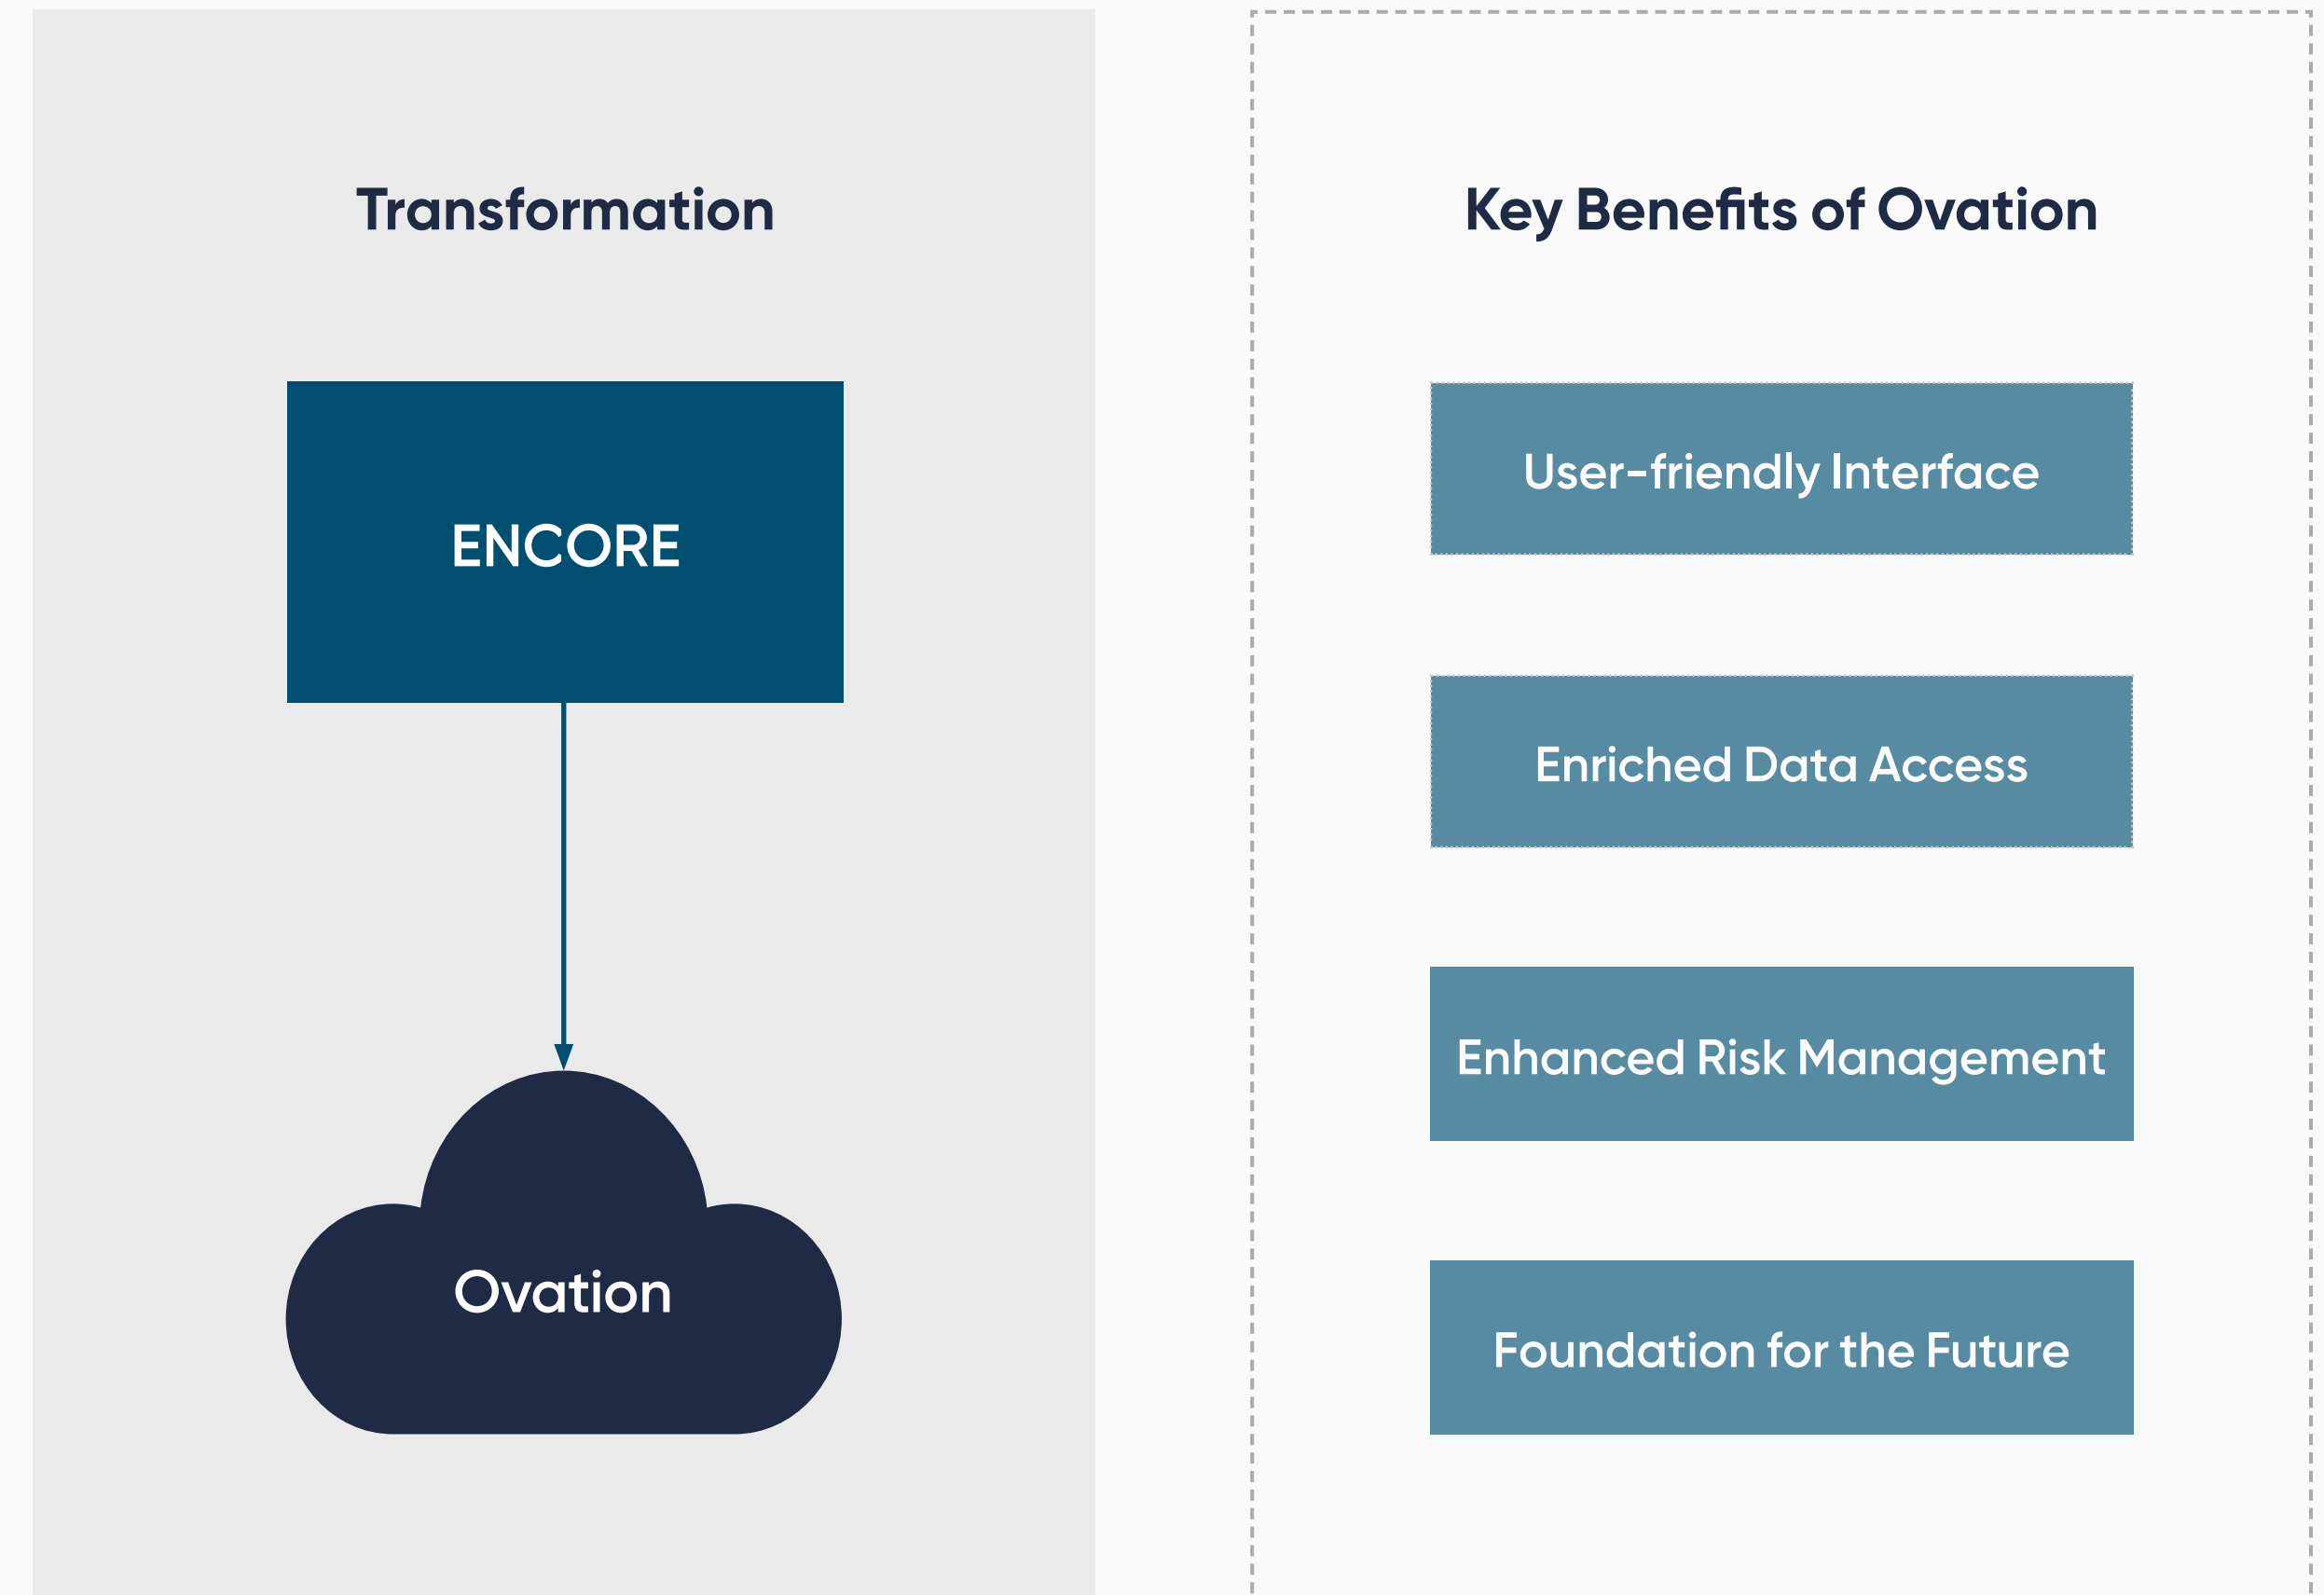 Transformation
ENCORE
Ovation
Key Benefits of Ovation
User-friendly Interface
Enriched Data Access
Enhanced Risk Management
Foundation for the Future